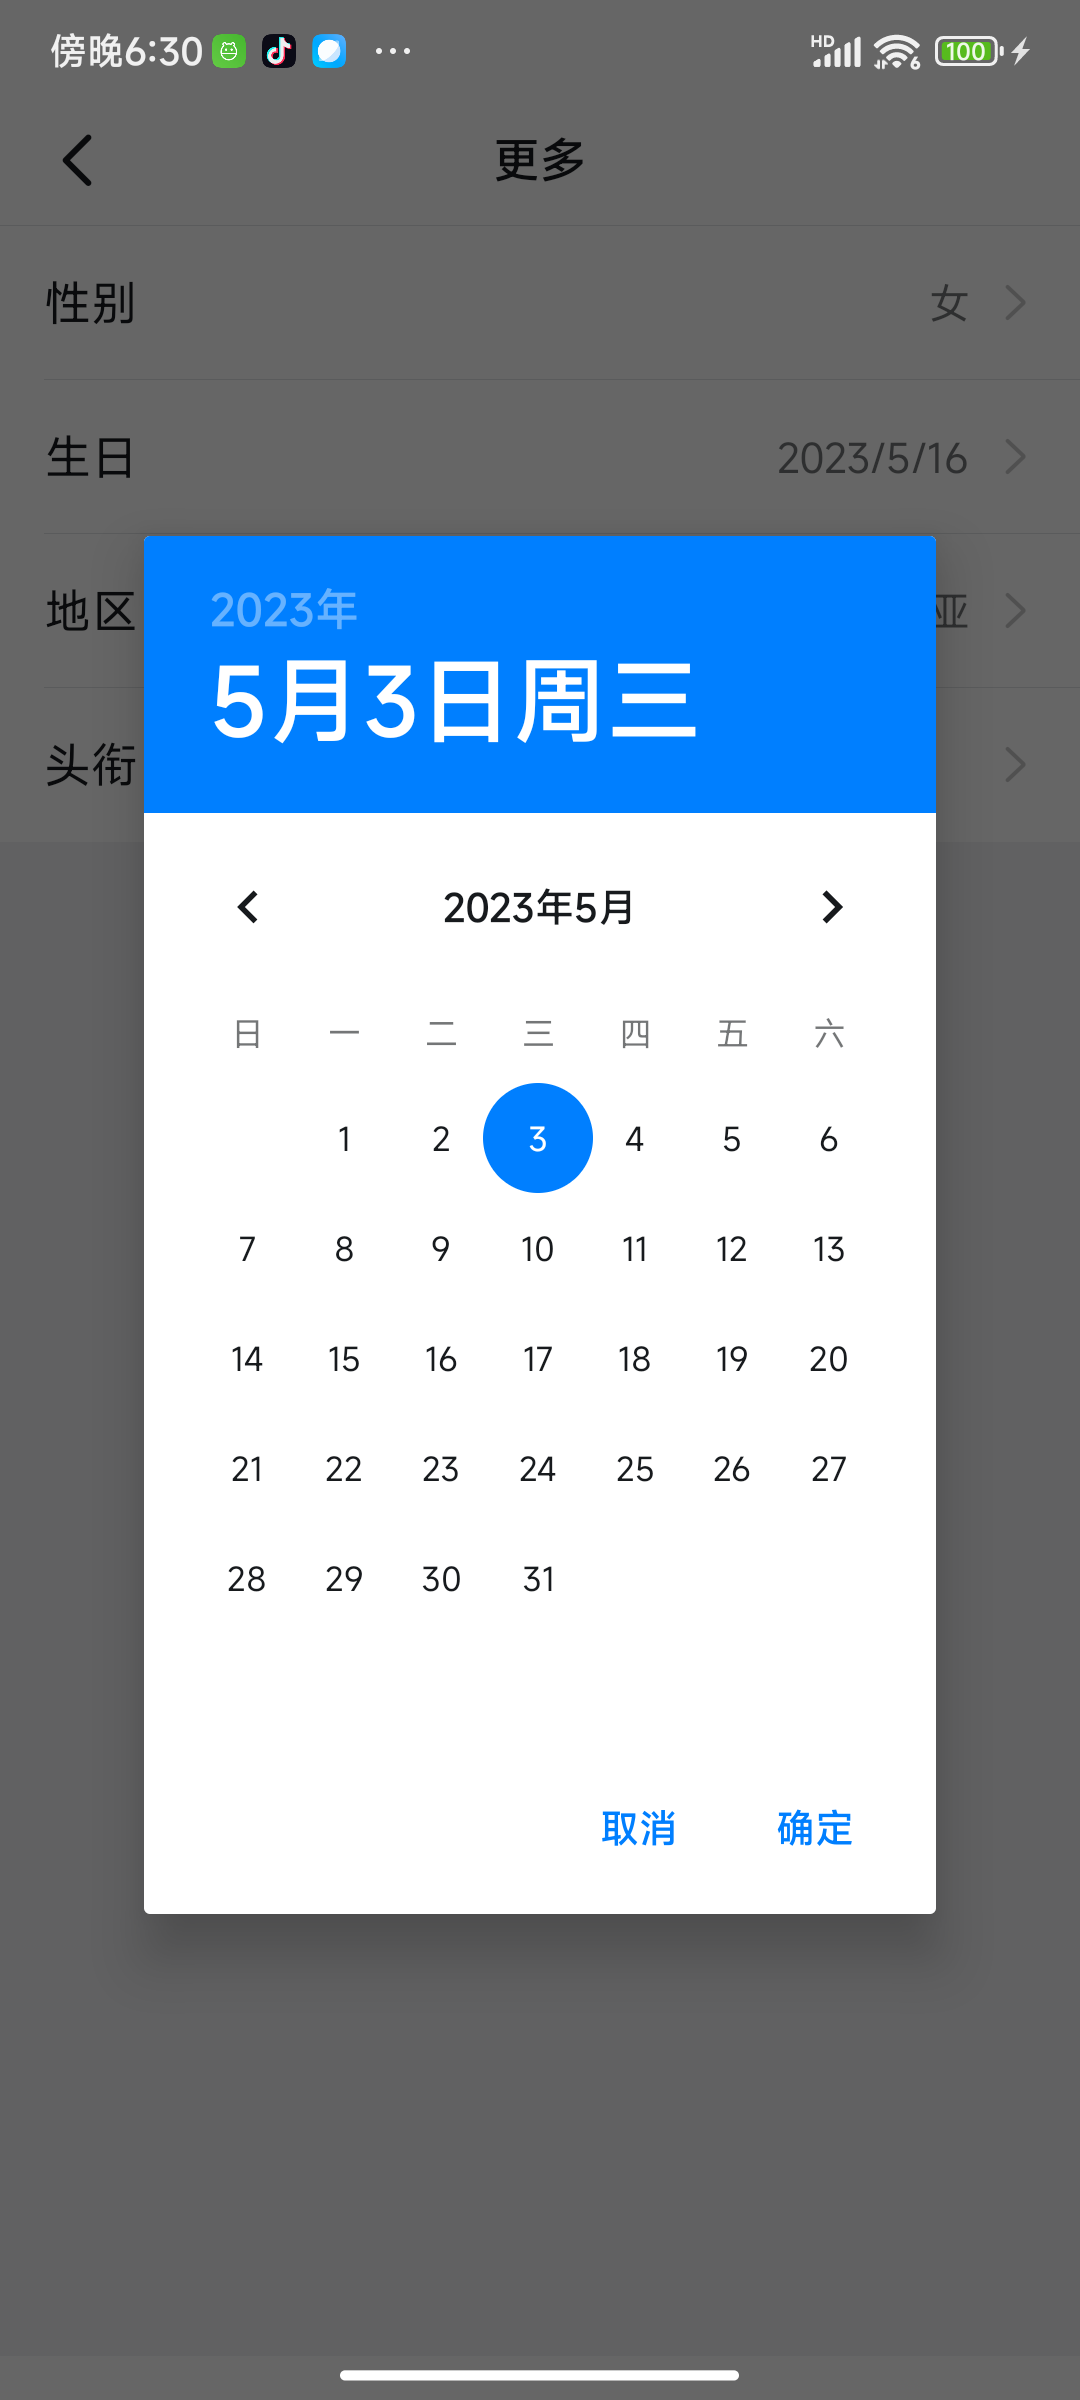 傍晚6:30 HD 6 100
更多
性别 女
生日 2023/5/16
地区 亚
头衔
2023年
5月3日周三
2023年5月
日 一 二 三 四 五 六
1 2 3 4 5 6
7 8 9 10 11 12 13
14 15 16 17 18 19 20
21 22 23 24 25 26 27
28 29 30 31
取消 确定